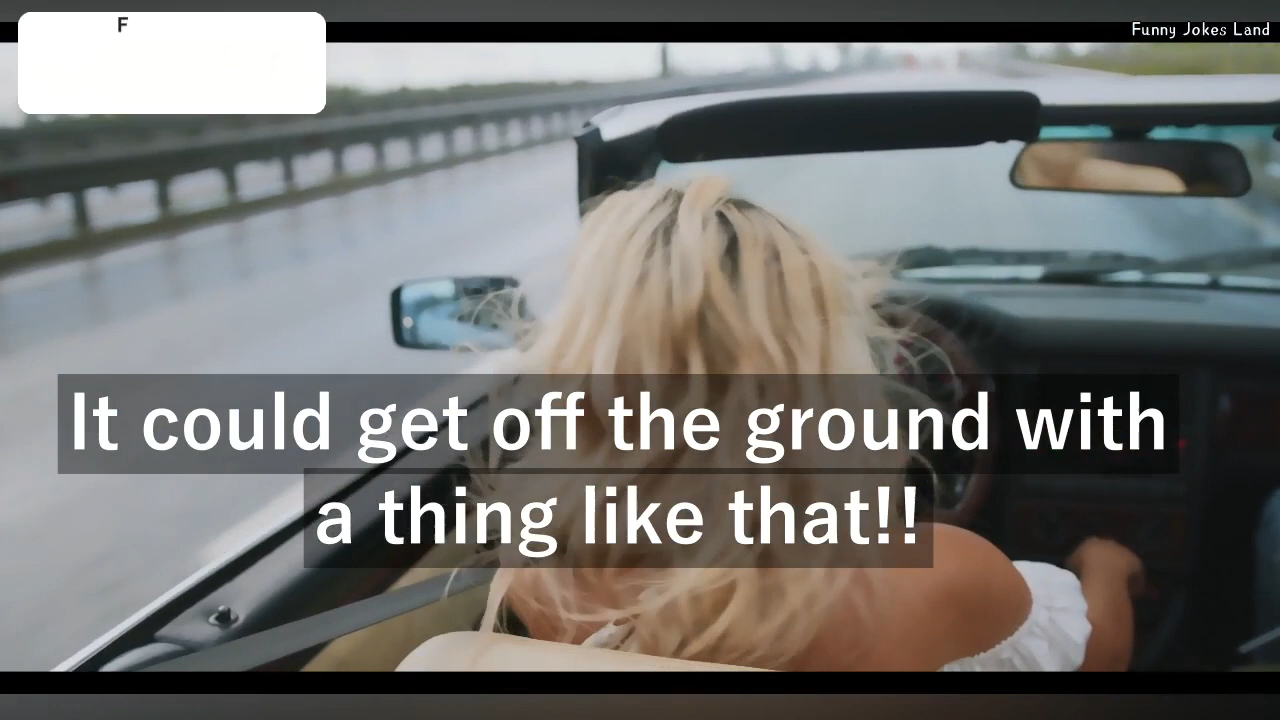 F
Funny Jokes Land
It could get off the ground with
a thing like that!!